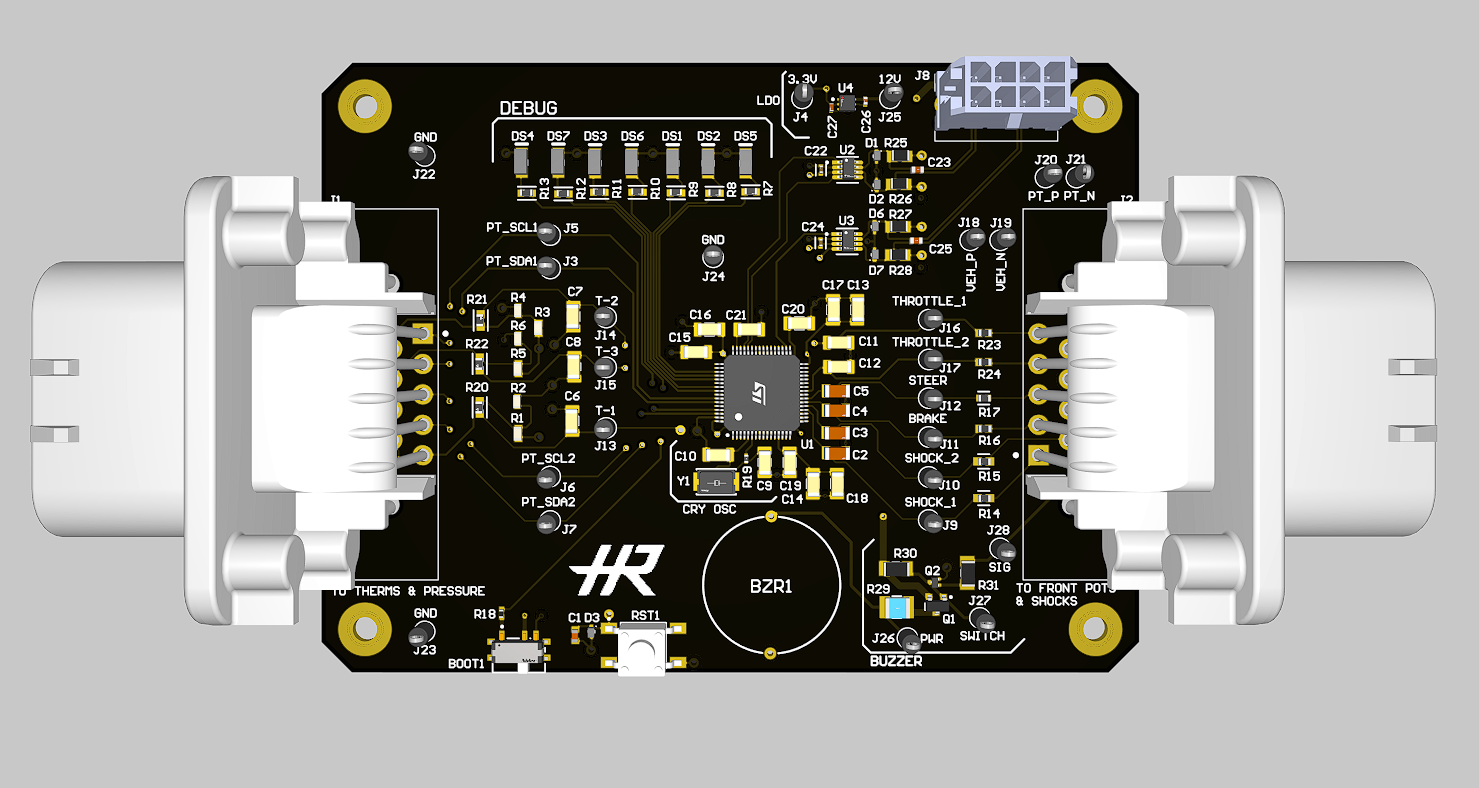 3.3V
12V
J8
LDO
U4
J4
C27
C26
J25
DEBUG
GND
J22
DS4 DS7 DS3 DS6 DS1 DS2 DS5
R13 R12 R11 R10 R9 R8 R7
C22 U2 D1 R25
C23
D2 R26
J20 J21
PT_P PT_N
J1
J2
D6 R27
C24 U3
C25
D7 R28
J18 J19
VEH_P VEH_N
PT_SCL1 J5
PT_SDA1 J3
GND
J24
C17 C13
R21 R4 R3 C7 T-2
J14
R6
C16 C21 C20
THROTTLE_1
J16
R23
R22 R5 C8 T-3
J15
C15
C11
THROTTLE_2
J17
R24
C12
STEER
J12
R17
R20 R2 C6 T-1
J13
R1
C5
C4
C3
C2
BRAKE
J11
R16
U1
PT_SCL2
J6
C10
Y1
R19
C9 C19
C14 C18
SHOCK_2
J10
R15
PT_SDA2
J7
CRY OSC
SHOCK_1
J9
R14
HR
BZR1
J28
SIG
R30
Q2
R31
R29
Q1
J27
SWITCH
J26 PWR
BUZZER
TO THERMS & PRESSURE
TO FRONT POTS
& SHOCKS
GND
J23
R18
BOOT1
C1 D3
RST1